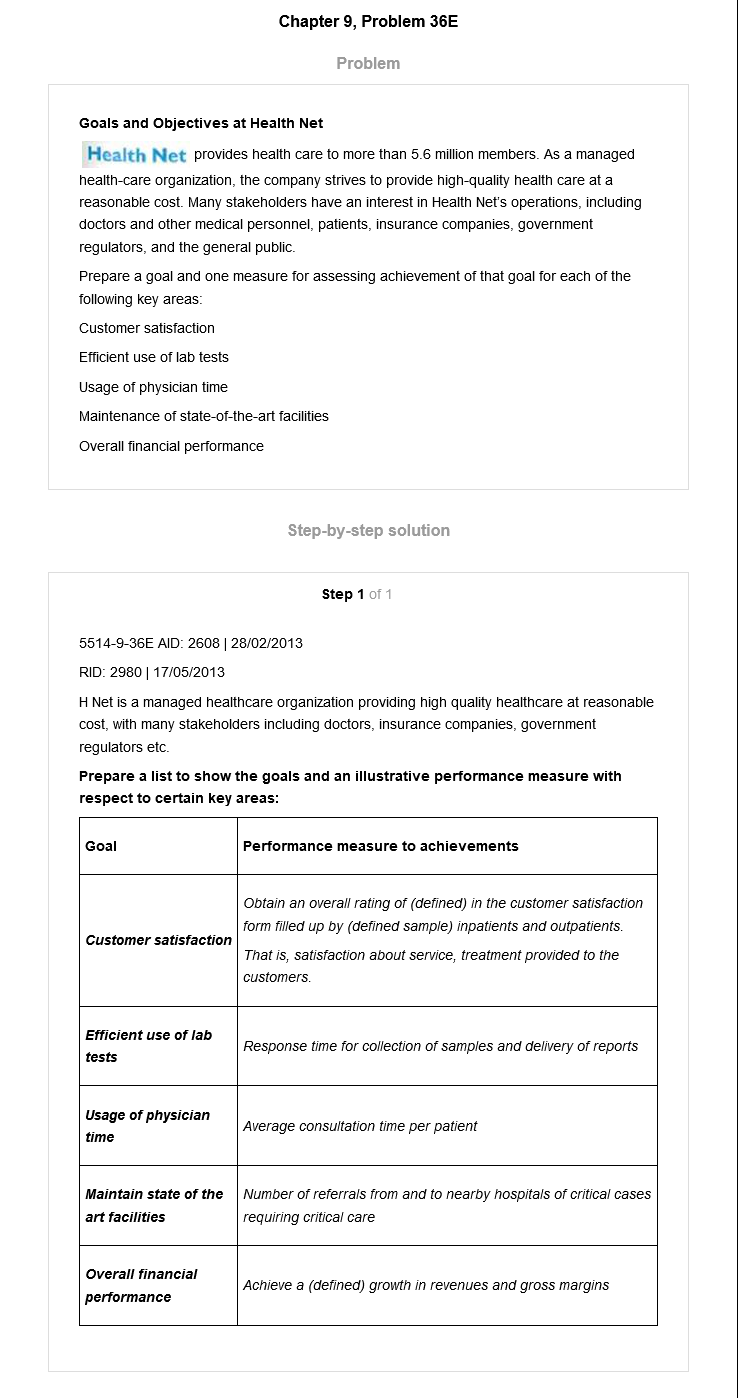 Chapter 9, Problem 36E
Problem
Goals and Objectives at Health Net
Health Net provides health care to more than 5.6 million members. As a managed
health-care organization, the company strives to provide high-quality health care at a
reasonable cost. Many stakeholders have an interest in Health Net's operations, including
doctors and other medical personnel, patients, insurance companies, government
regulators, and the general public.
Prepare a goal and one measure for assessing achievement of that goal for each of the
following key areas:
Customer satisfaction
Efficient use of lab tests
Usage of physician time
Maintenance of state-of-the-art facilities
Overall financial performance
Step-by-step solution
Step 1 of 1
5514-9-36E AID: 2608 | 28/02/2013
RID: 2980 | 17/05/2013
H Net is a managed healthcare organization providing high quality healthcare at reasonable
cost, with many stakeholders including doctors, insurance companies, government
regulators etc.
Prepare a list to show the goals and an illustrative performance measure with
respect to certain key areas:
Goal
Performance measure to achievements
Customer satisfaction
Obtain an overall rating of (defined) in the customer satisfaction
form filled up by (defined sample) inpatients and outpatients.
That is, satisfaction about service, treatment provided to the
customers.
Efficient use of lab
tests
Response time for collection of samples and delivery of reports
Usage of physician
time
Average consultation time per patient
Maintain state of the
art facilities
Number of referrals from and to nearby hospitals of critical cases
requiring critical care
Overall financial
performance
Achieve a (defined) growth in revenues and gross margins